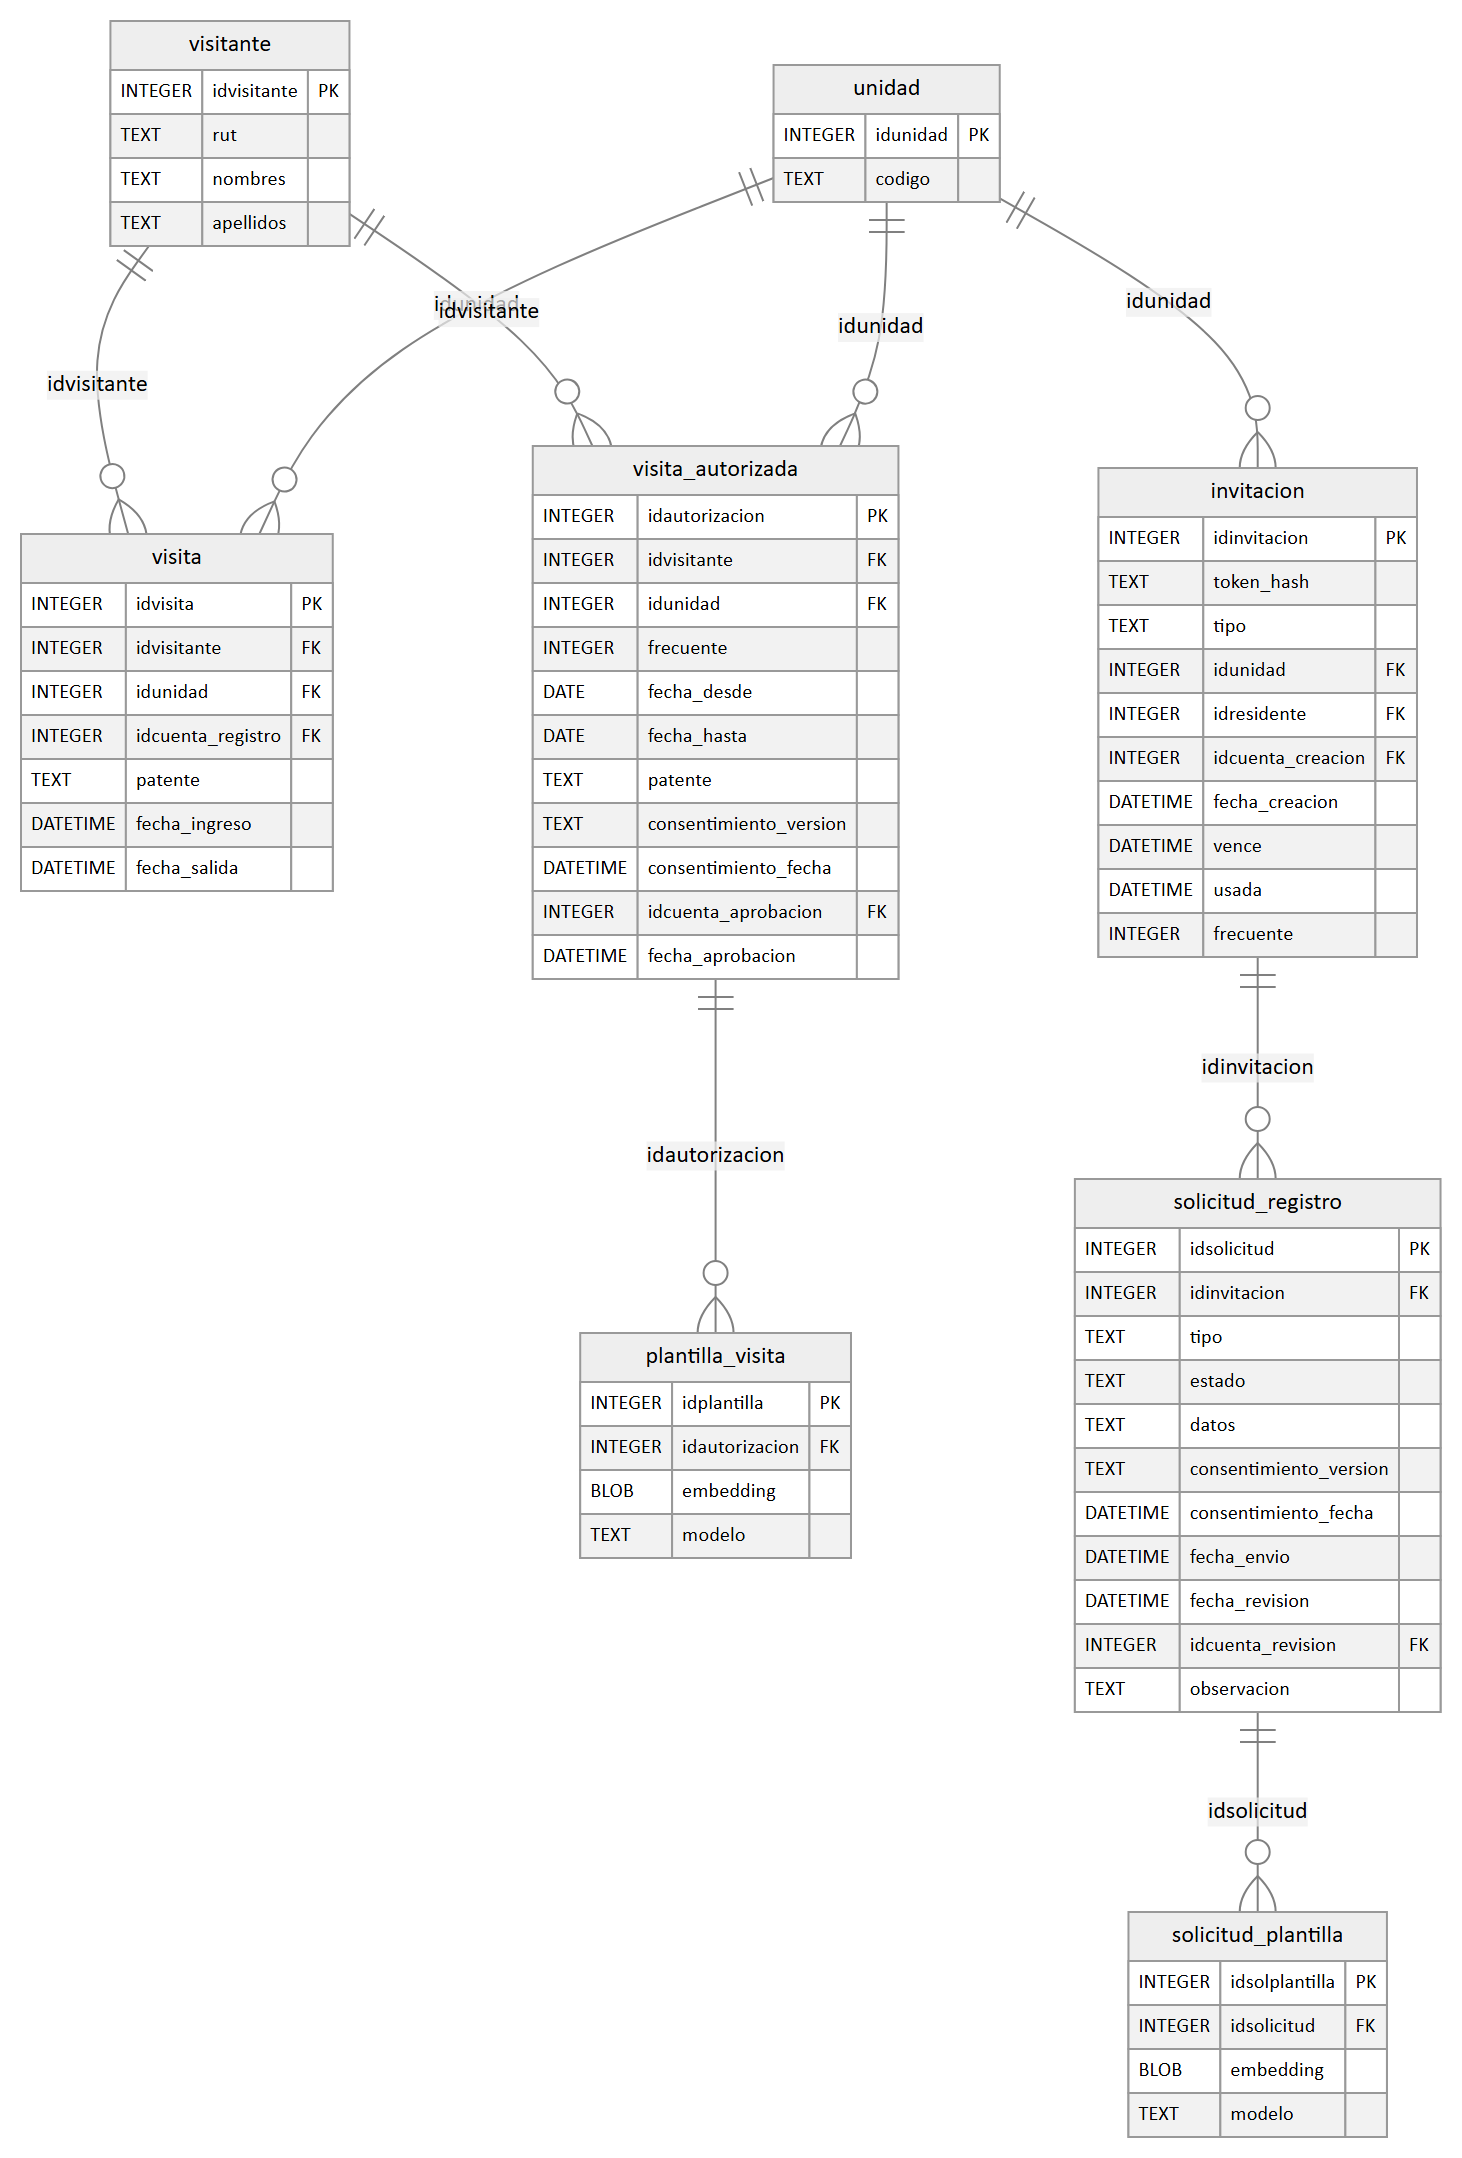 visitante
INTEGER idvisitante PK
TEXT rut
TEXT nombres
TEXT apellidos
unidad
INTEGER idunidad PK
TEXT codigo
idunidad
idvisitante
idunidad
idunidad
idvisitante
visita
INTEGER idvisita PK
INTEGER idvisitante FK
INTEGER idunidad FK
INTEGER idcuenta_registro FK
TEXT patente
DATETIME fecha_ingreso
DATETIME fecha_salida
visita_autorizada
INTEGER idautorizacion PK
INTEGER idvisitante FK
INTEGER idunidad FK
INTEGER frecuente
DATE fecha_desde
DATE fecha_hasta
TEXT patente
TEXT consentimiento_version
DATETIME consentimiento_fecha
INTEGER idcuenta_aprobacion FK
DATETIME fecha_aprobacion
invitacion
INTEGER idinvitacion PK
TEXT token_hash
TEXT tipo
INTEGER idunidad FK
INTEGER idresidente FK
INTEGER idcuenta_creacion FK
DATETIME fecha_creacion
DATETIME vence
DATETIME usada
INTEGER frecuente
idinvitacion
idautorizacion
plantilla_visita
INTEGER idplantilla PK
INTEGER idautorizacion FK
BLOB embedding
TEXT modelo
solicitud_registro
INTEGER idsolicitud PK
INTEGER idinvitacion FK
TEXT tipo
TEXT estado
TEXT datos
TEXT consentimiento_version
DATETIME consentimiento_fecha
DATETIME fecha_envio
DATETIME fecha_revision
INTEGER idcuenta_revision FK
TEXT observacion
idsolicitud
solicitud_plantilla
INTEGER idsolplantilla PK
INTEGER idsolicitud FK
BLOB embedding
TEXT modelo